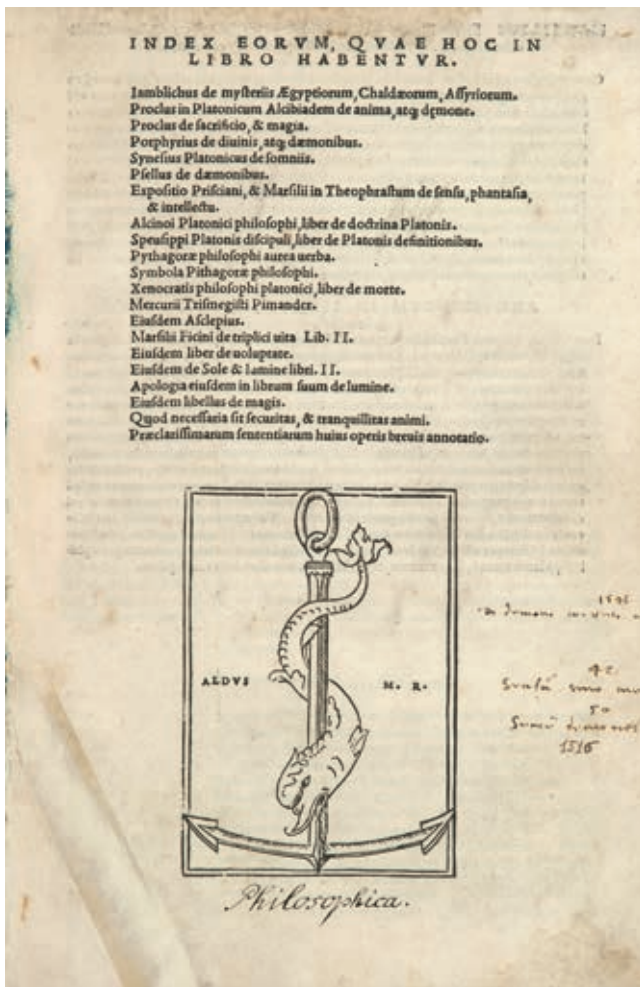 INDEX EORVM, QVAE HOC IN
LIBRO HABENTVR.
Iamblichus de mysteriis Ægyptiorum, Chaldæorum, Assyriorum.
Proclus in Platonicum Alcibiadem de anima, atq; dęmone.
Proclus de sacrificio, & magia.
Porphyrius de diuinis, atq; dæmonibus.
Synesius Platonicus de somniis.
Psellus de dæmonibus.
Expositio Prisciani, & Marsilii in Theophrastum de sensu, phantasia,
& intellectu.
Alcinoi Platonici philosophi, liber de doctrina Platonis.
Speusippi Platonis discipuli, liber de Platonis definitionibus.
Pythagoræ philosophi aurea uerba.
Symbola Pithagoræ philosophi.
Xenocratis philosophi platonici, liber de morte.
Mercurii Trismegisti Pimander.
Eiusdem Asclepius.
Marsilii Ficini de triplici uita Lib. II.
Eiusdem liber de uoluptate.
Eiusdem de Sole & lumine libri. II.
Apologia eiusdem in librum suum de lumine.
Eiusdem libellus de magis.
Quod necessaria sit securitas, & tranquillitas animi.
Præclarissimarum sententiarum huius operis breuis annotatio.
ALDVS M. R.
42
50
1516
Philosophica.